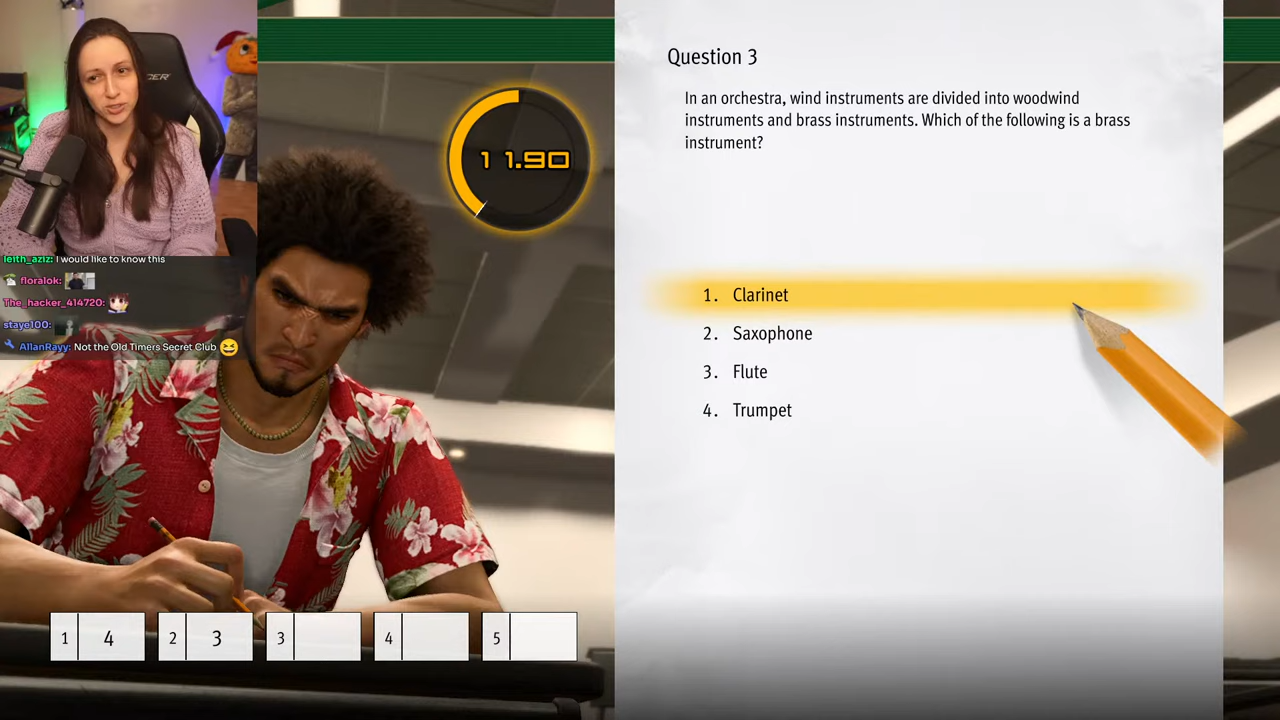 Question 3
In an orchestra, wind instruments are divided into woodwind
instruments and brass instruments. Which of the following is a brass
instrument?
1. Clarinet
2. Saxophone
3. Flute
4. Trumpet
11.90
leith_aziz: I would like to know this
floralok:
The_hacker_414720:
staye100:
AllanRayy: Not the Old Timers Secret Club
1 4 2 3 3 4 5